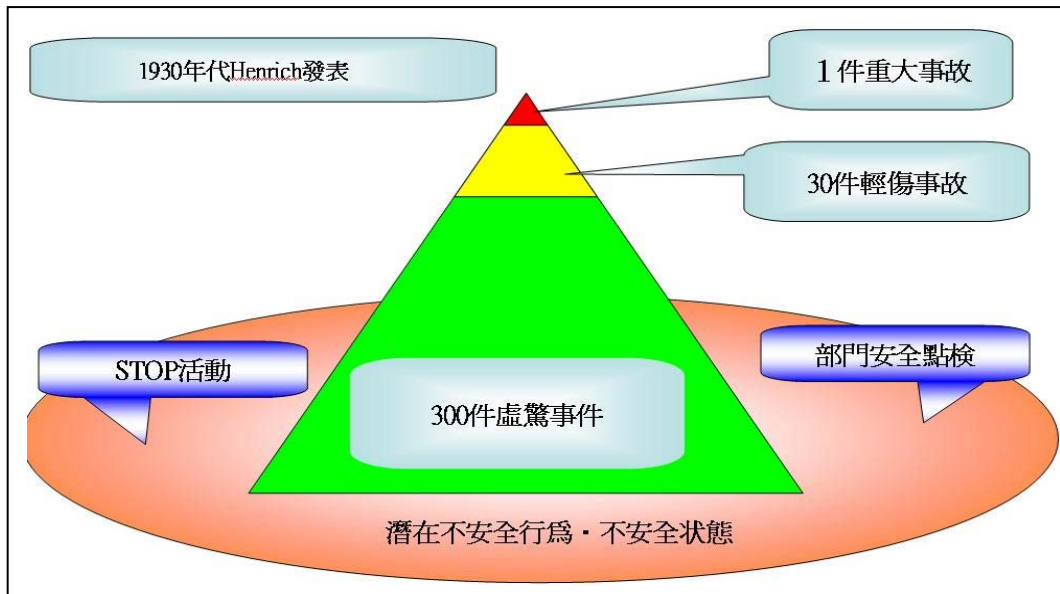 1930年代Henrich發表
1件重大事故
30件輕傷事故
STOP活動
部門安全點検
300件虛驚事件
潛在不安全行爲・不安全状態